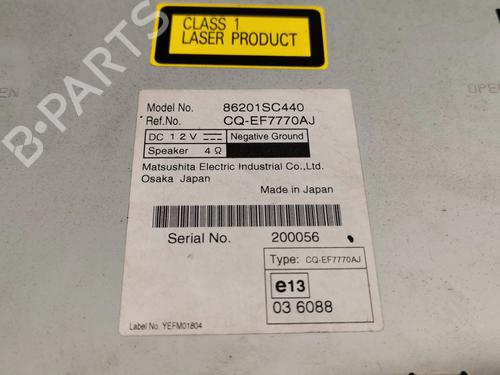 CLASS 1
LASER PRODUCT
OPEN
Model No. 86201SC440
Ref.No. CQ-EF7770AJ
DC 12V Negative Ground
Speaker 4Ω
Matsushita Electric Industrial Co.,Ltd.
Osaka Japan
Made in Japan
Serial No. 200056
Type: CQ-EF7770AJ
e13
03 6088
Label No. YEFM01804
B-PARTS